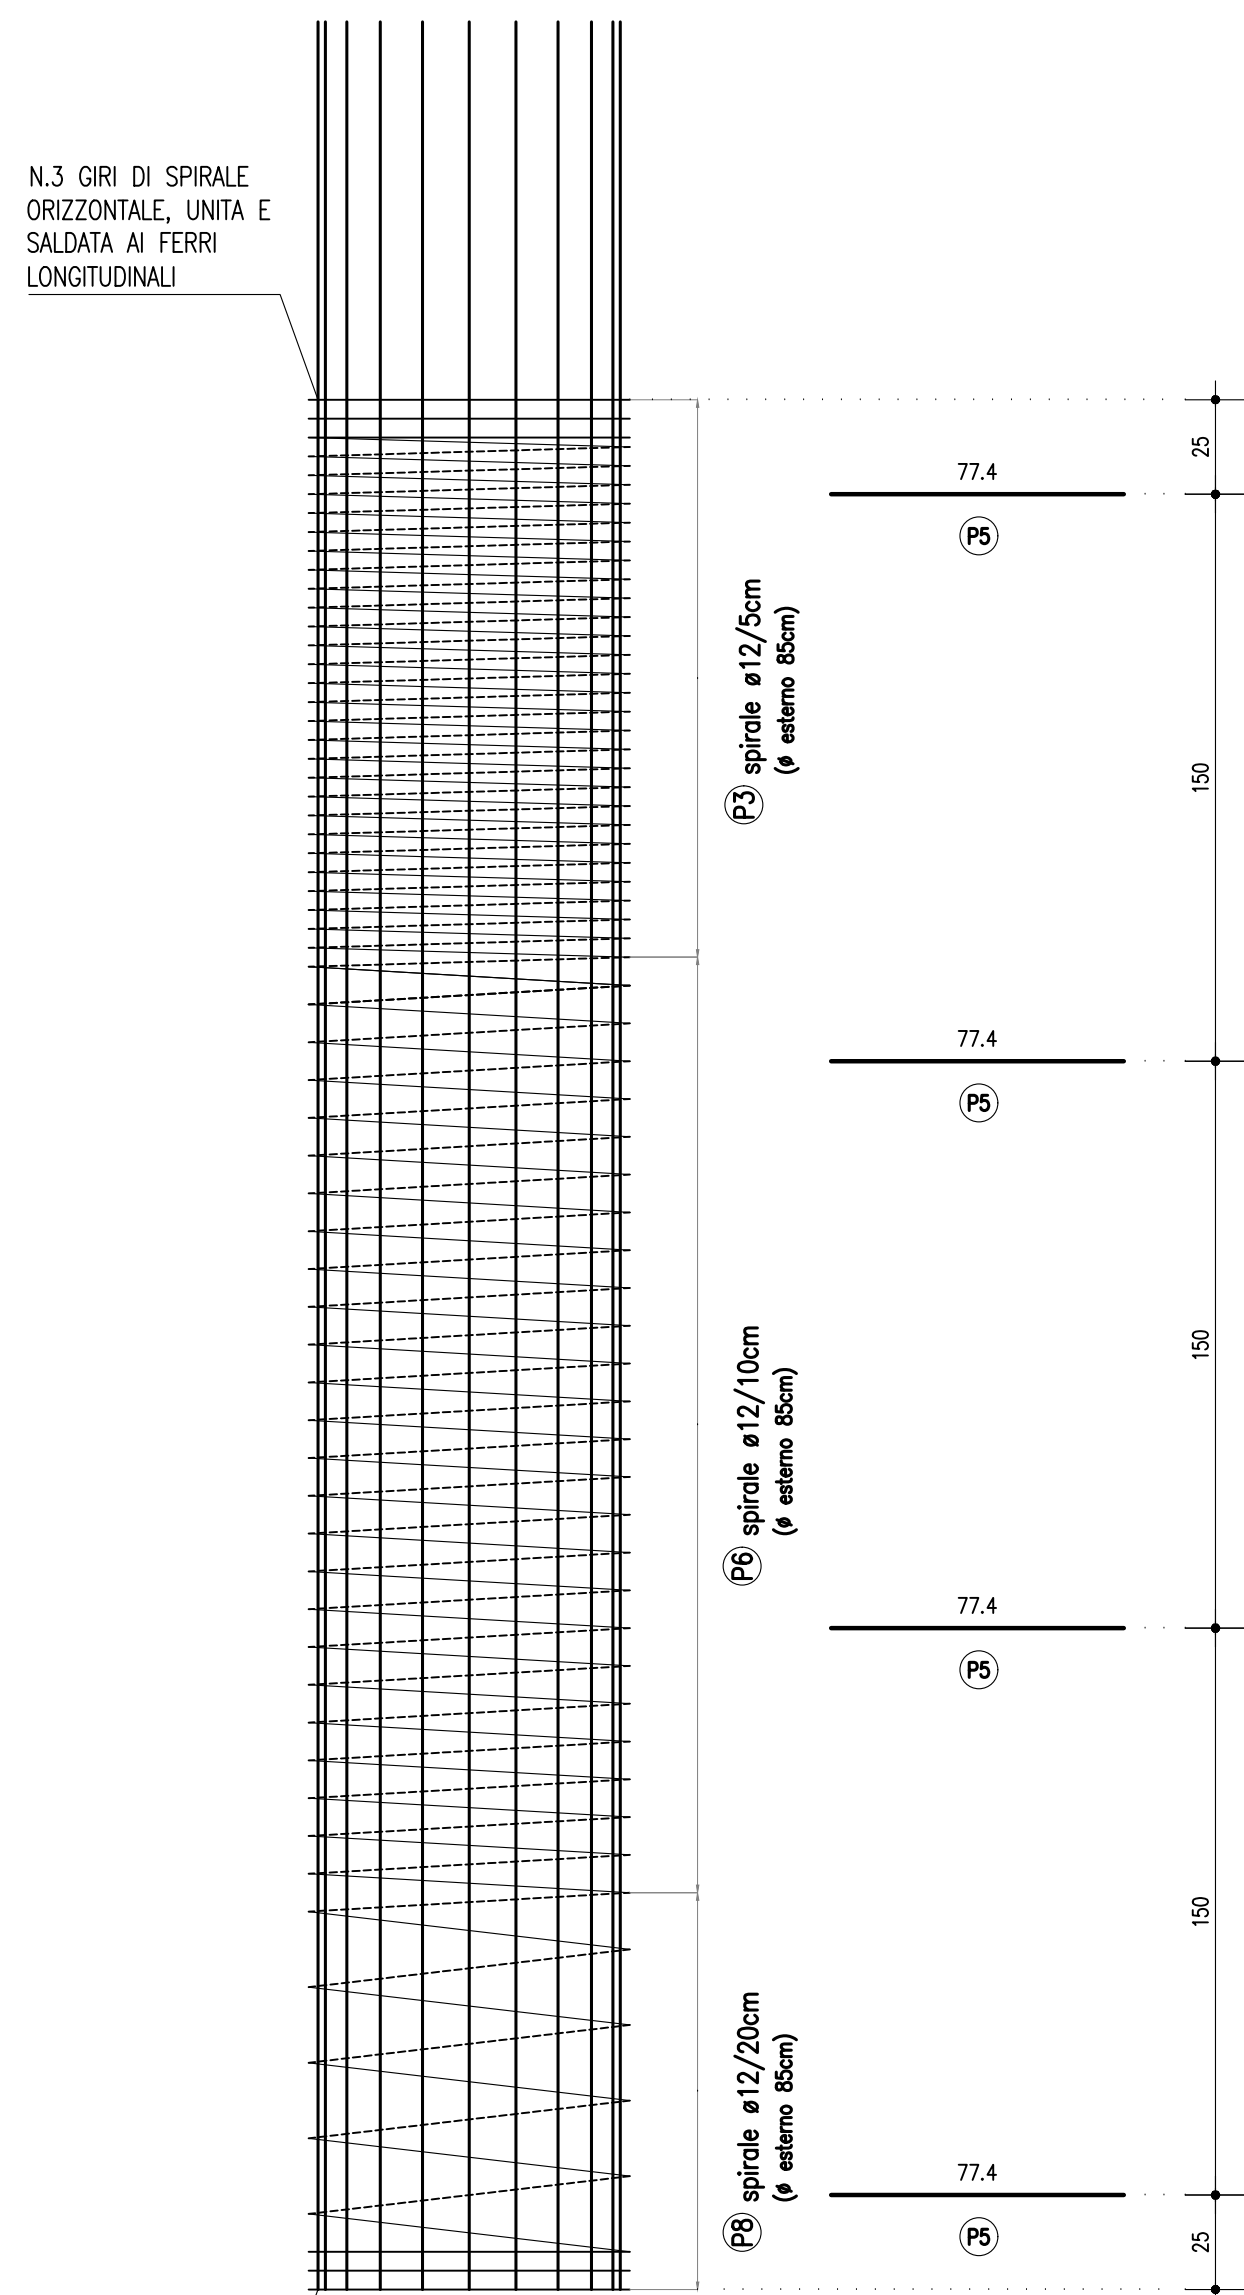 N.3 GIRI DI SPIRALE
ORIZZONTALE, UNITA E
SALDATA AI FERRI
LONGITUDINALI
25
77.4
P5
P3 spirale ø12/5cm
(ø esterno 85cm)
150
77.4
P5
150
P6 spirale ø12/10cm
(ø esterno 85cm)
77.4
P5
150
P8 spirale ø12/20cm
(ø esterno 85cm)
77.4
P5
25